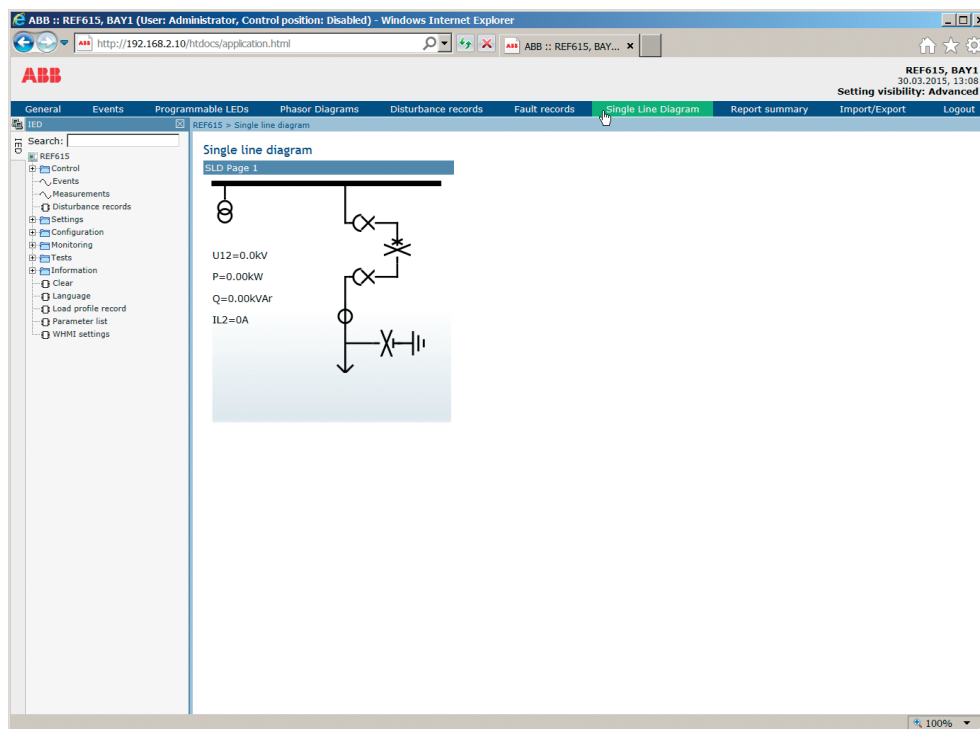 ABB :: REF615, BAY1 (User: Administrator, Control position: Disabled) - Windows Internet Explorer
http://192.168.2.10/htdocs/application.html
ABB :: REF615, BAY...
ABB
REF615, BAY1
30.03.2015, 13:08
Setting visibility: Advanced
General Events Programmable LEDs Phasor Diagrams Disturbance records Fault records Single Line Diagram Report summary Import/Export Logout
IED
REF615 > Single line diagram
IED
Search:
REF615
Control
Events
Measurements
Disturbance records
Settings
Configuration
Monitoring
Tests
Information
Clear
Language
Load profile record
Parameter list
WHMI settings
Single line diagram
SLD Page 1
U12=0.0kV
P=0.00kW
Q=0.00kVAr
IL2=0A
100%